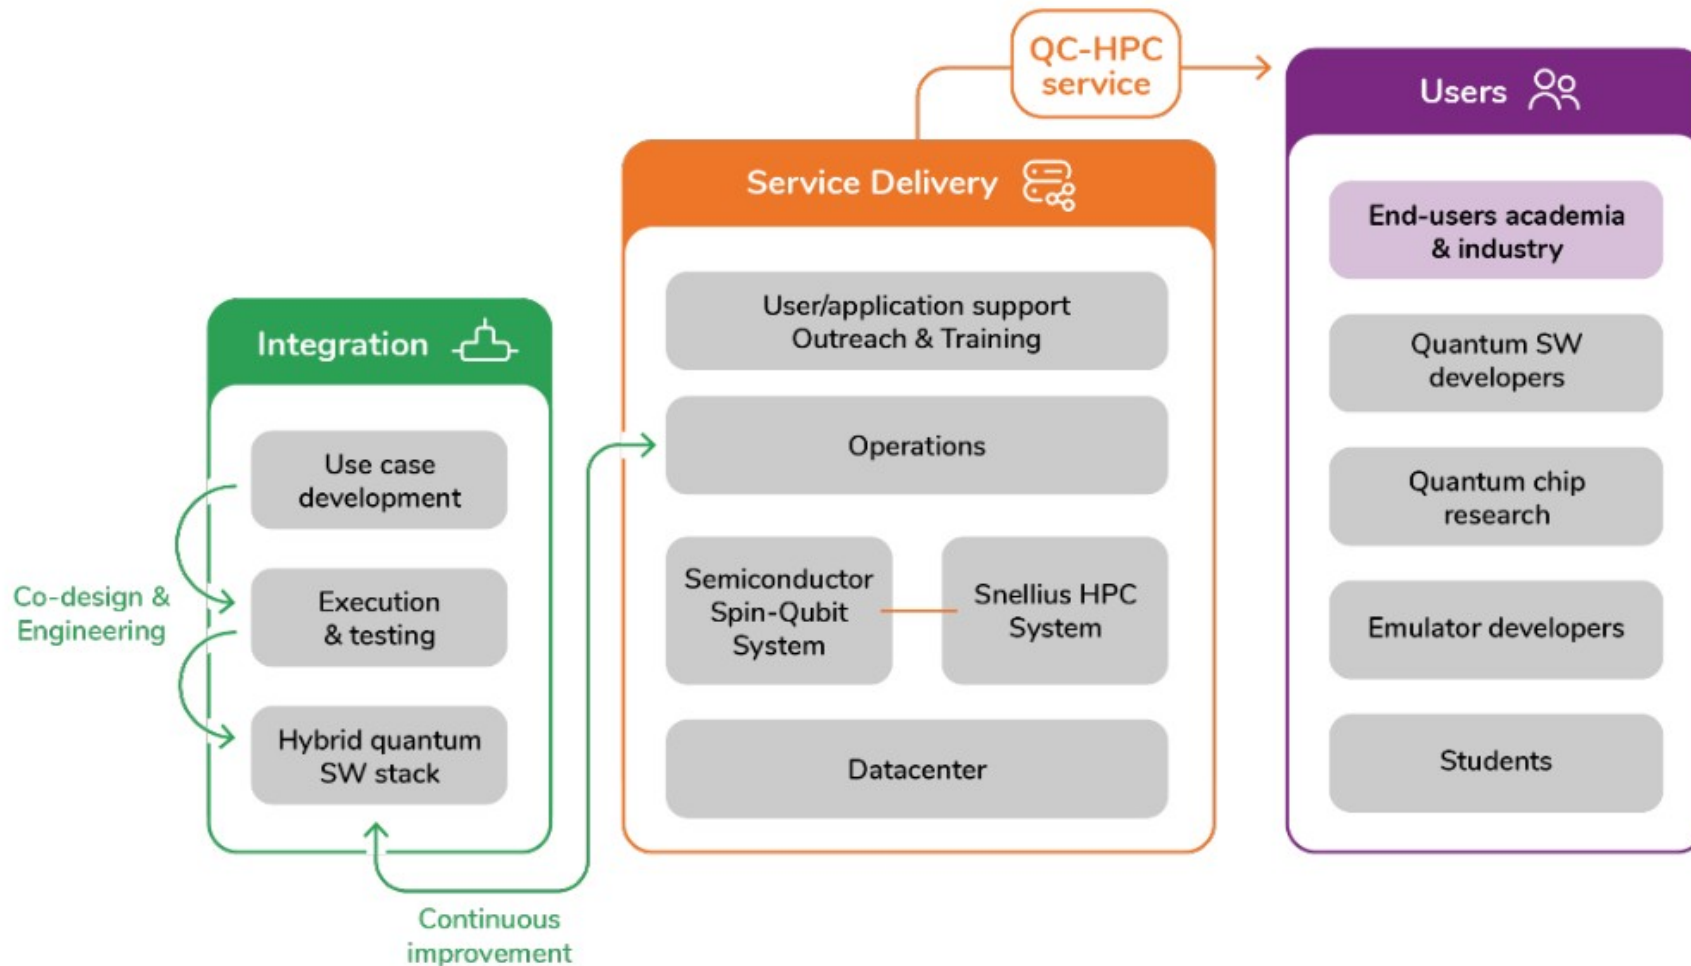 QC-HPC
service
Users
Service Delivery
Integration
End-users academia
& industry
Quantum SW
developers
Quantum chip
research
Emulator developers
Students
User/application support
Outreach & Training
Operations
Semiconductor
Spin-Qubit
System
Snellius HPC
System
Datacenter
Use case
development
Execution
& testing
Hybrid quantum
SW stack
Co-design &
Engineering
Continuous
improvement